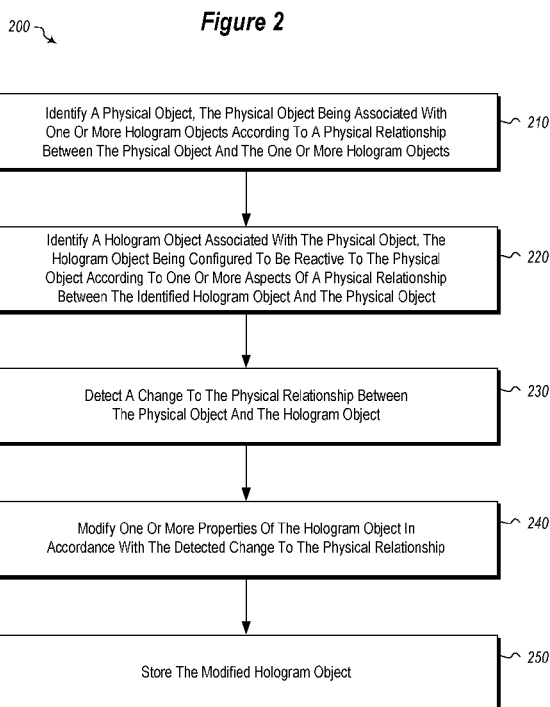 Figure 2
200
Identify A Physical Object, The Physical Object Being Associated With
One Or More Hologram Objects According To A Physical Relationship
Between The Physical Object And The One Or More Hologram Objects
210
Identify A Hologram Object Associated With The Physical Object, The
Hologram Object Being Configured To Be Reactive To The Physical
Object According To One Or More Aspects Of A Physical Relationship
Between The Identified Hologram Object And The Physical Object
220
Detect A Change To The Physical Relationship Between
The Physical Object And The Hologram Object
230
Modify One Or More Properties Of The Hologram Object In
Accordance With The Detected Change To The Physical Relationship
240
Store The Modified Hologram Object
250